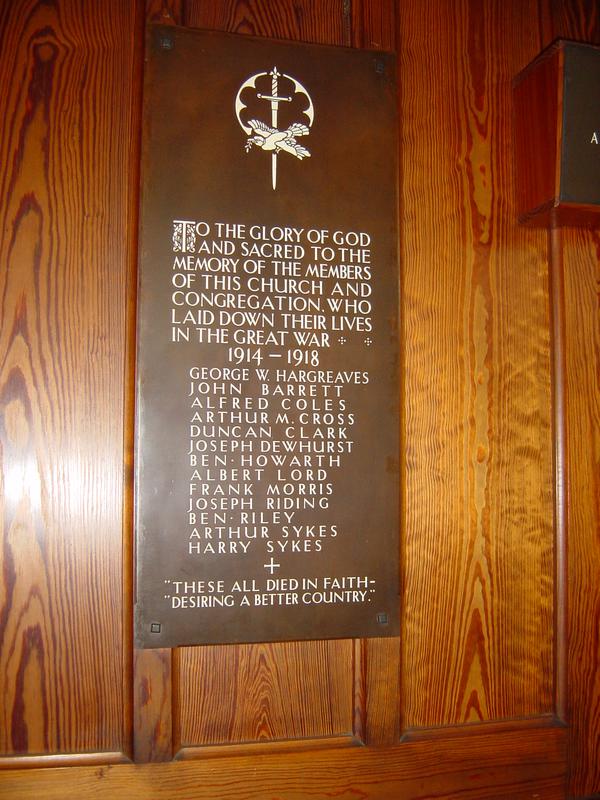 TO THE GLORY OF GOD
AND SACRED TO THE
MEMORY OF THE MEMBERS
OF THIS CHURCH AND
CONGREGATION, WHO
LAID DOWN THEIR LIVES
IN THE GREAT WAR
1914 – 1918
GEORGE W. HARGREAVES
JOHN BARRETT
ALFRED COLES
ARTHUR M. CROSS
DUNCAN CLARK
JOSEPH DEWHURST
BEN· HOWARTH
ALBERT LORD
FRANK MORRIS
JOSEPH RIDING
BEN· RILEY
ARTHUR SYKES
HARRY SYKES
"THESE ALL DIED IN FAITH–
"DESIRING A BETTER COUNTRY."
A